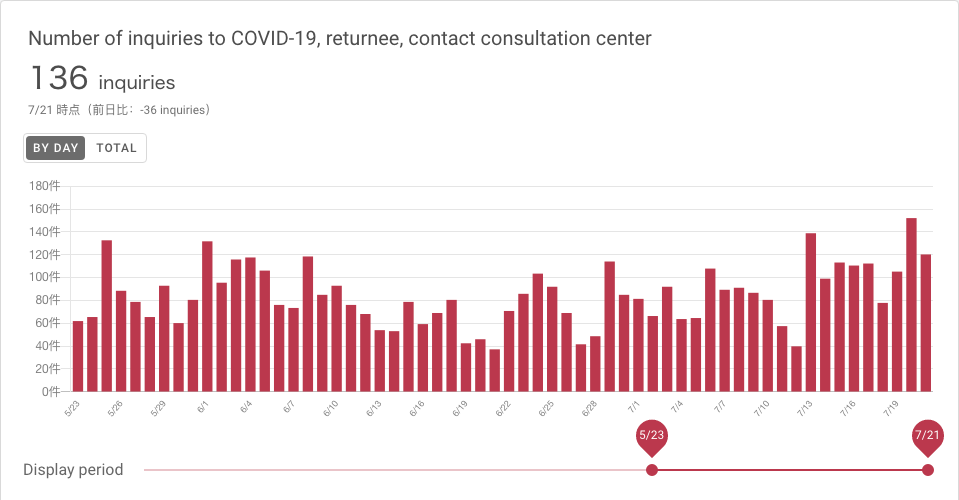 Number of inquiries to COVID-19, returnee, contact consultation center
136 inquiries
7/21 時点（前日比：-36 inquiries）
BY DAY TOTAL
180件
160件
140件
120件
100件
80件
60件
40件
20件
0件
5/23 5/26 5/29 6/1 6/4 6/7 6/10 6/13 6/16 6/19 6/22 6/25 6/28 7/1 7/4 7/7 7/10 7/13 7/16 7/19
5/23 7/21
Display period